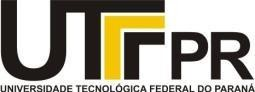 UTFPR
UNIVERSIDADE TECNOLÓGICA FEDERAL DO PARANÁ